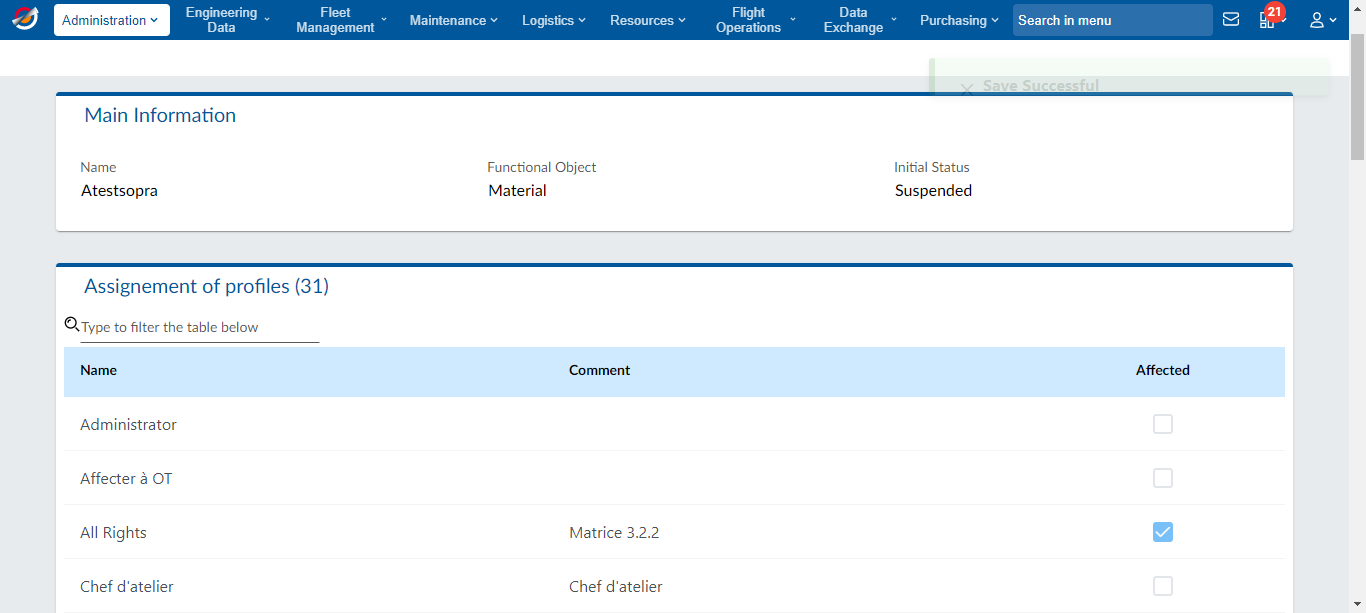 Administration
Engineering
Data
Fleet
Management
Maintenance
Logistics
Resources
Flight
Operations
Data
Exchange
Purchasing
Search in menu
21
Save Successful
Main Information
Name
Functional Object
Initial Status
Atestsopra
Material
Suspended
Assignement of profiles (31)
Type to filter the table below
Name
Comment
Affected
Administrator
Affecter à OT
All Rights
Matrice 3.2.2
Chef d'atelier
Chef d'atelier